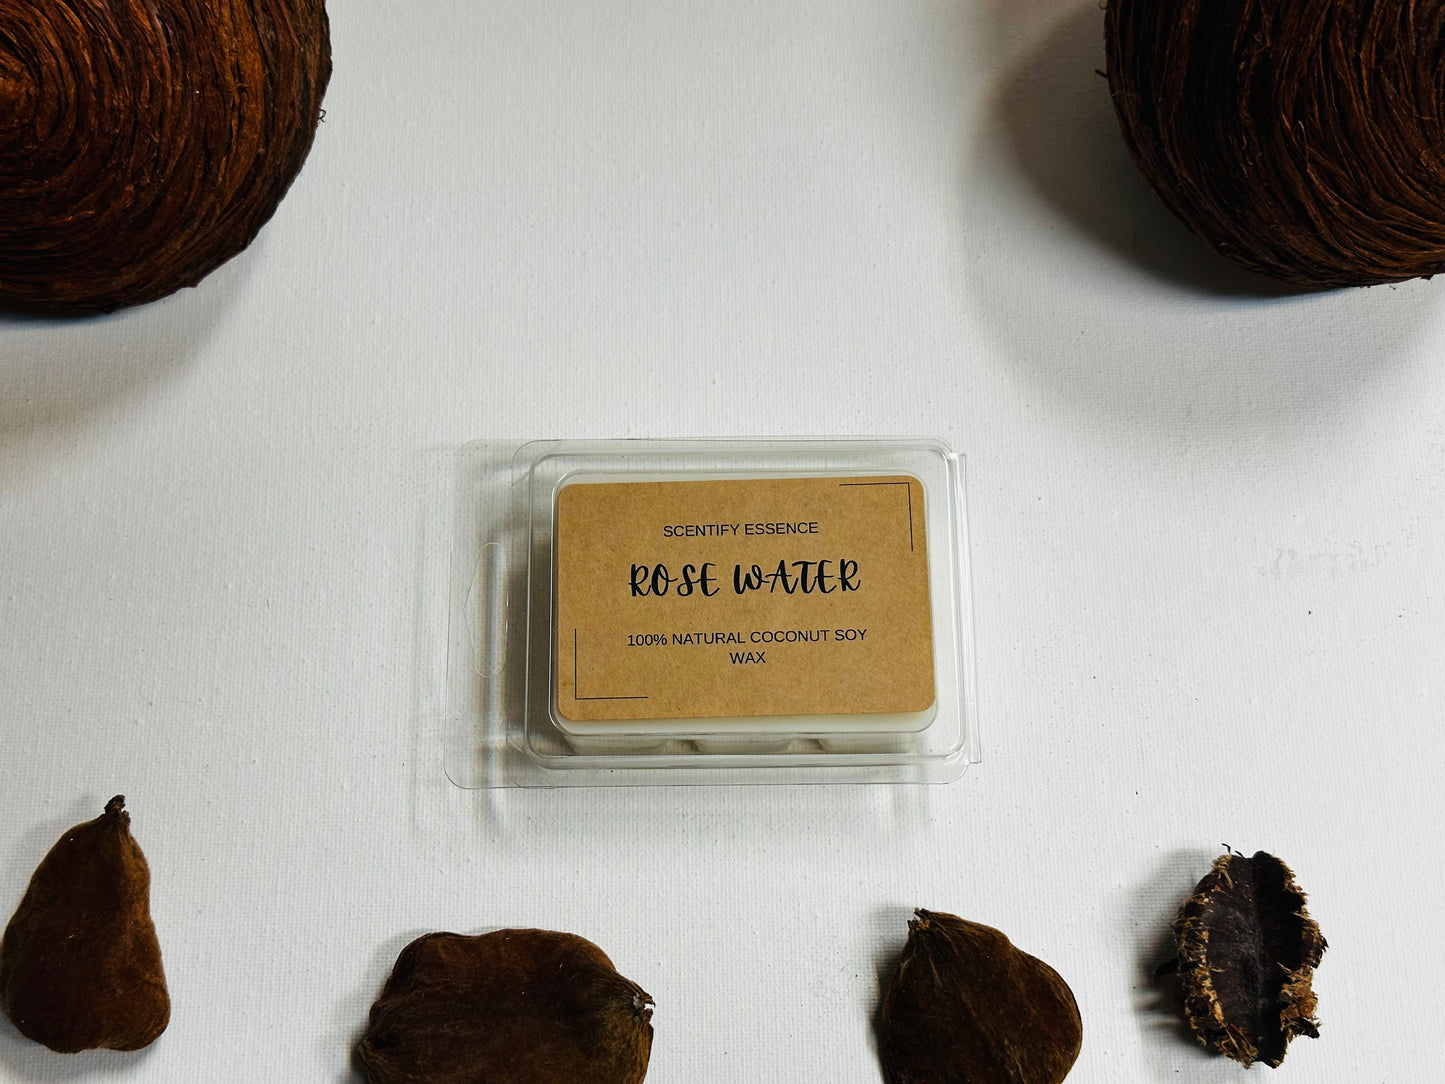 SCENTIFY ESSENCE
ROSE WATER
100% NATURAL COCONUT SOY
WAX